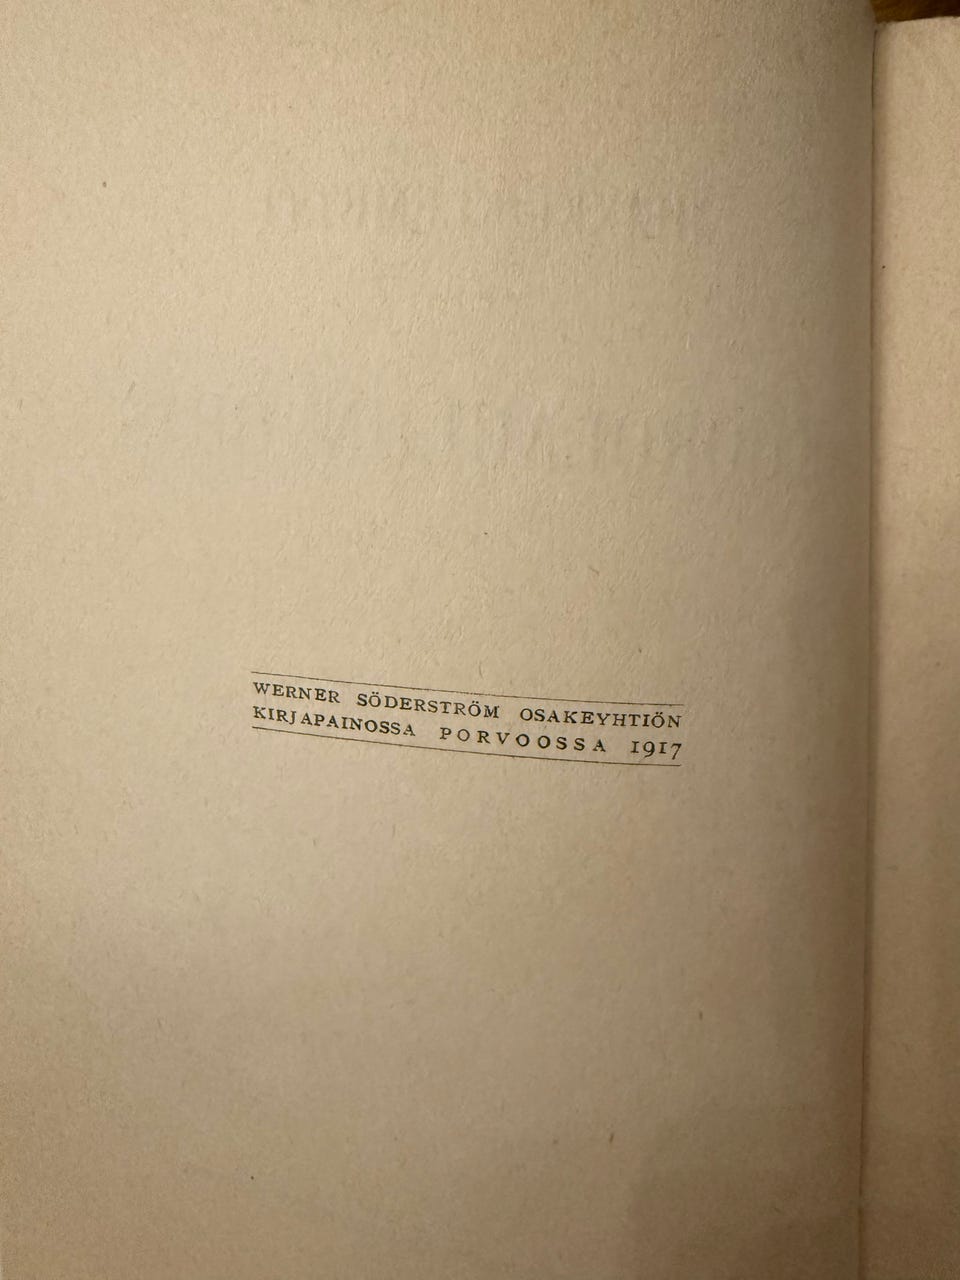 WERNER SÖDERSTRÖM OSAKEYHTIÖN
KIRJAPAINOSSA PORVOOSSA 1917